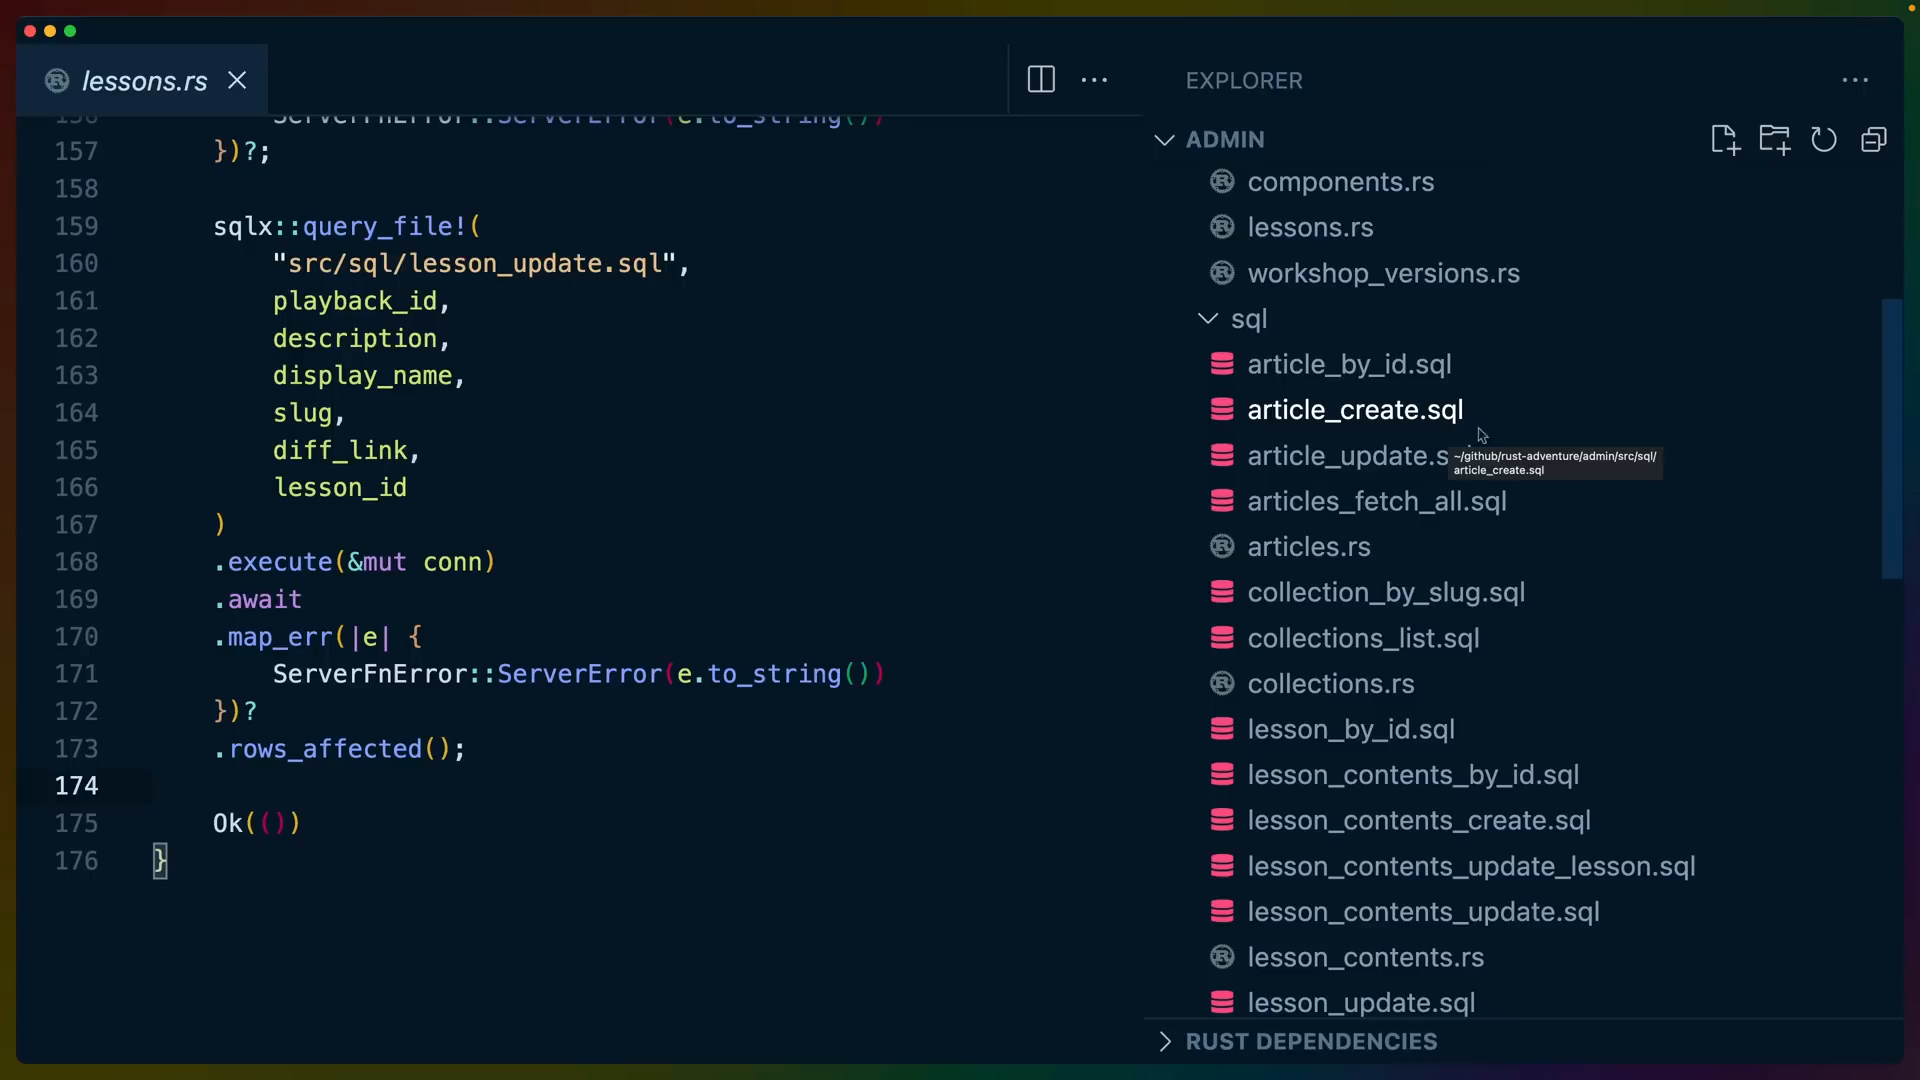 lessons.rs
EXPLORER
ADMIN
156 ServerFnError::ServerError(e.to_string())
157 })?;
158
159 sqlx::query_file!(
160 "src/sql/lesson_update.sql",
161 playback_id,
162 description,
163 display_name,
164 slug,
165 diff_link,
166 lesson_id
167 )
168 .execute(&mut conn)
169 .await
170 .map_err(|e| {
171 ServerFnError::ServerError(e.to_string())
172 })?
173 .rows_affected();
174
175 Ok(())
176 }
components.rs
lessons.rs
workshop_versions.rs
sql
article_by_id.sql
article_create.sql
article_update.s
~/github/rust-adventure/admin/src/sql/
article_create.sql
articles_fetch_all.sql
articles.rs
collection_by_slug.sql
collections_list.sql
collections.rs
lesson_by_id.sql
lesson_contents_by_id.sql
lesson_contents_create.sql
lesson_contents_update_lesson.sql
lesson_contents_update.sql
lesson_contents.rs
lesson_update.sql
RUST DEPENDENCIES